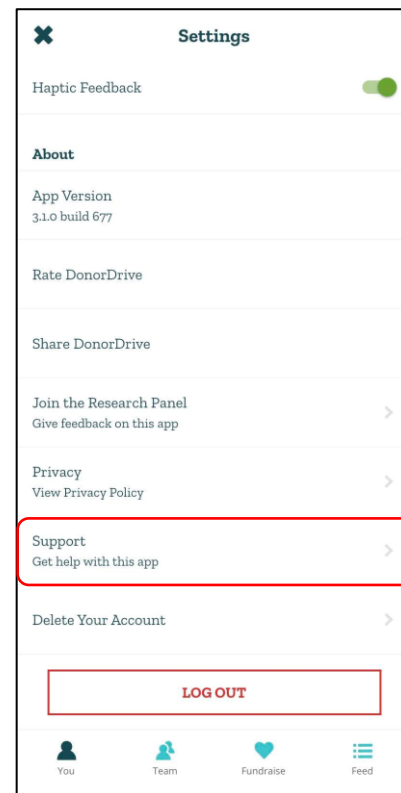 Settings
Haptic Feedback
About
App Version
3.1.0 build 677
Rate DonorDrive
Share DonorDrive
Join the Research Panel
Give feedback on this app
Privacy
View Privacy Policy
Support
Get help with this app
Delete Your Account
LOG OUT
You Team Fundraise Feed